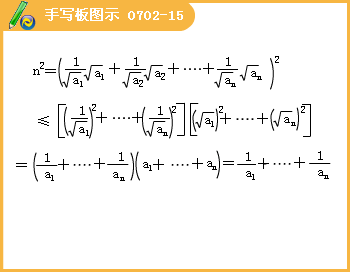 手写板图示 0702-15
n²=(1/√a₁ √a₁ + 1/√a₂ √a₂ + ···· + 1/√aₙ √aₙ)²
≤ [(1/√a₁)² + ···· + (1/√aₙ)²][(√a₁)² + ···· + (√aₙ)²]
= (1/a₁ + ···· + 1/aₙ)(a₁ + ···· + aₙ) = 1/a₁ + ···· + 1/aₙ